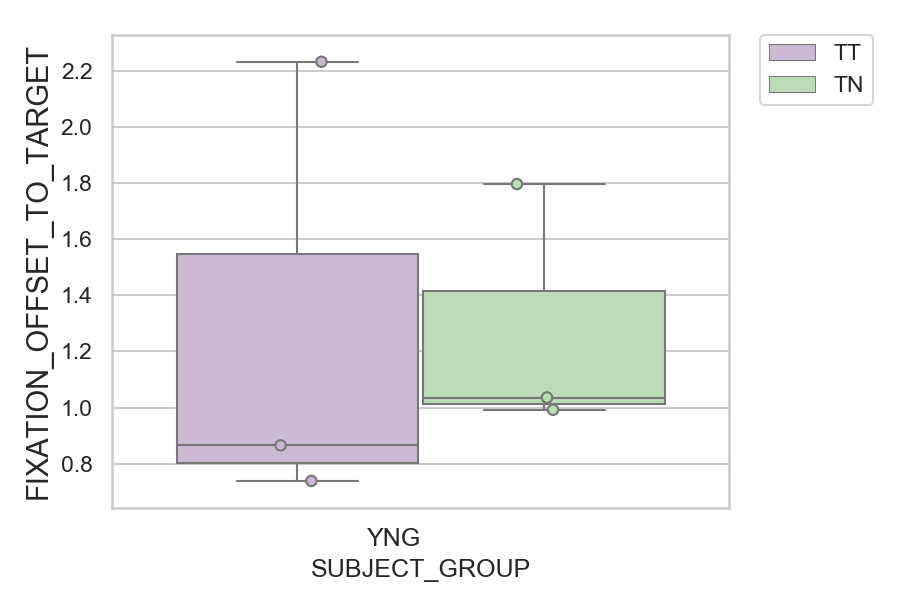 FIXATION_OFFSET_TO_TARGET
2.2
2.0
1.8
1.6
1.4
1.2
1.0
0.8
YNG
SUBJECT_GROUP
TT
TN